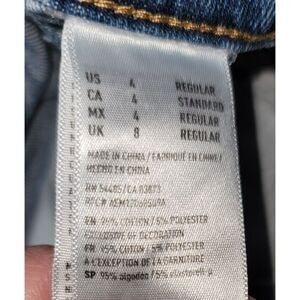 US 4 REGULAR
CA 4 STANDARD
MX 4 REGULAR
UK 8 REGULAR
MADE IN CHINA / FABRIQUÉ EN CHINE /
HECHO EN CHINA
RN 54485/CA 03873
EN 95% COTTON / 5% POLYESTER
EXCLUSIVE OF DECORATION
FR 95% COTON / 5% POLYESTER
À L'EXCEPTION DE LA GARNITURE
SP 95% algodon / 5%